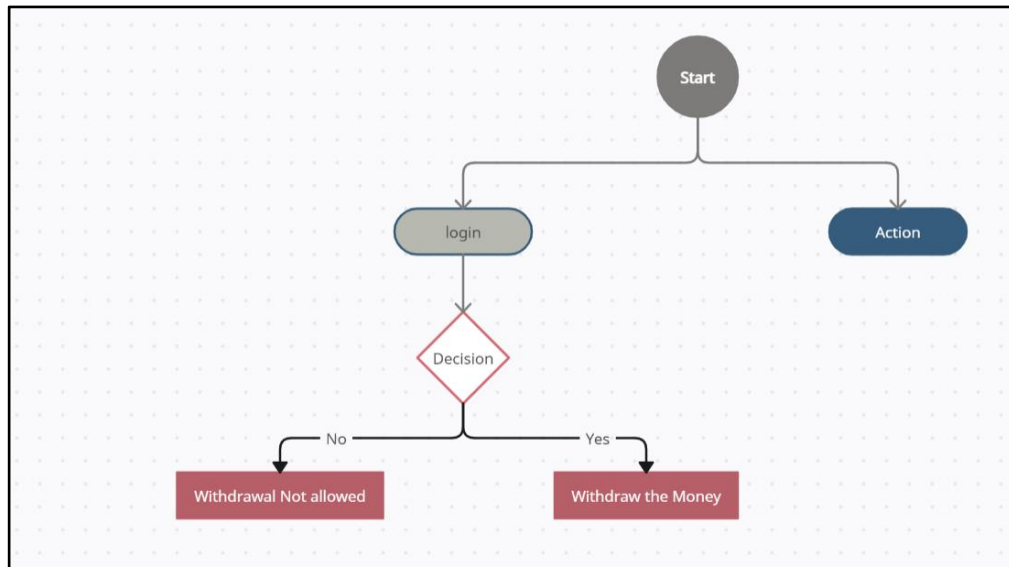 Start
login
Action
Decision
No
Yes
Withdrawal Not allowed
Withdraw the Money